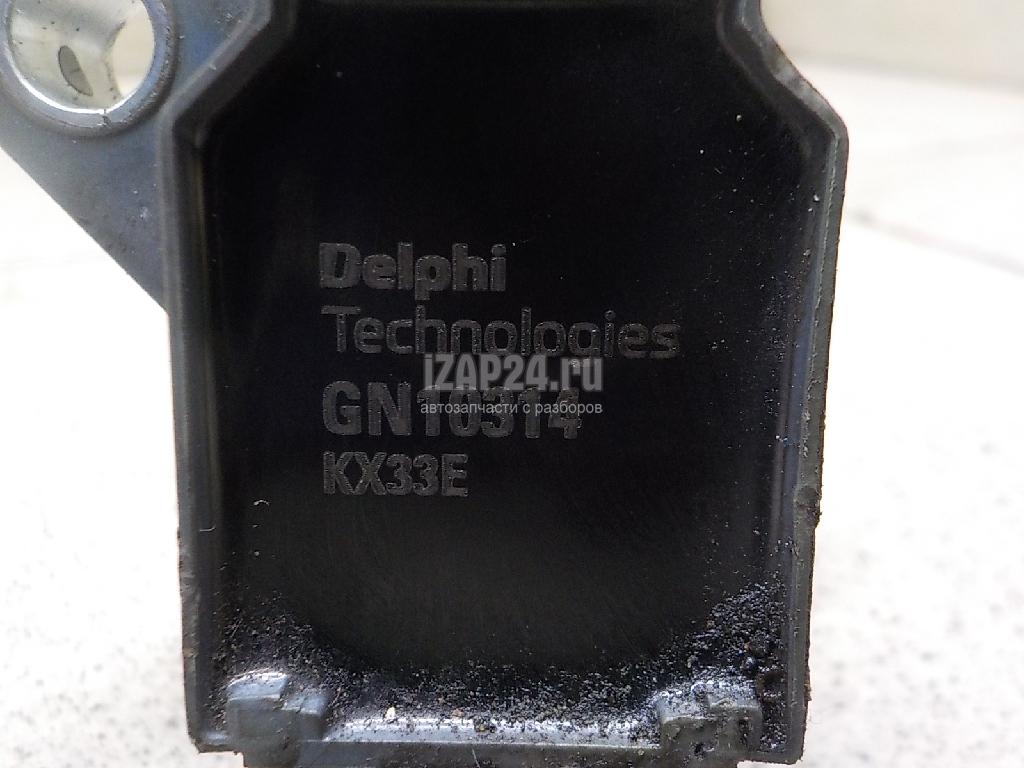 Delphi
Technologies
iZAP24.ru
автозапчасти с разборов
GN10314
KX33E